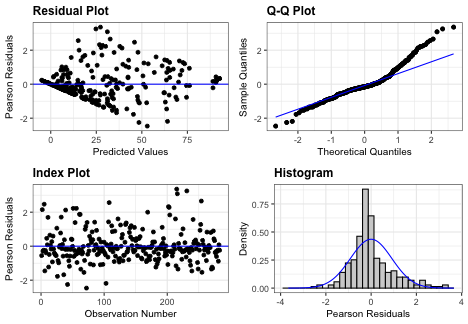 Residual Plot
Pearson Residuals
2
0
-2
0 25 50 75
Predicted Values
Q-Q Plot
Sample Quantiles
2
0
-2
-2 -1 0 1 2
Theoretical Quantiles
Index Plot
Pearson Residuals
2
0
-2
0 100 200
Observation Number
Histogram
Density
0.75
0.50
0.25
0.00
-4 -2 0 2 4
Pearson Residuals